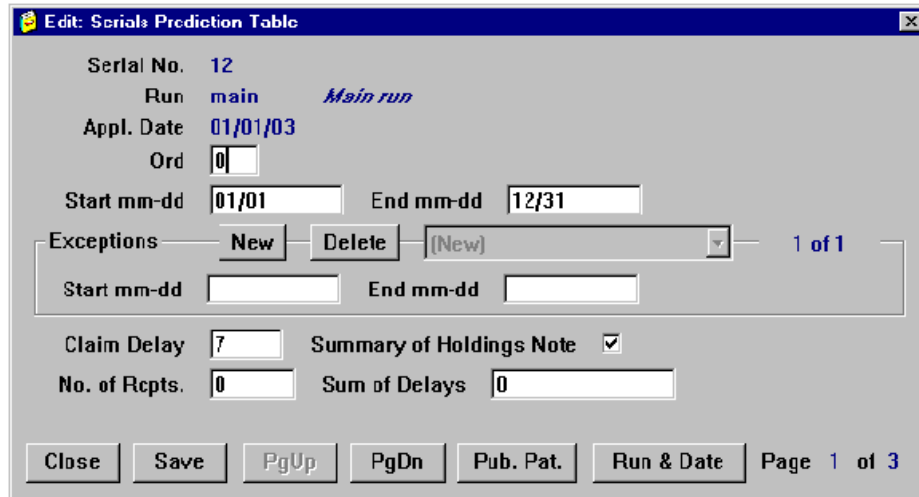 Edit: Serials Prediction Table
Serial No. 12
Run main Main run
Appl. Date 01/01/03
Ord 0
Start mm-dd 01/01 End mm-dd 12/31
Exceptions New Delete (New) 1 of 1
Start mm-dd End mm-dd
Claim Delay 7 Summary of Holdings Note
No. of Rcpts. 0 Sum of Delays 0
Close Save PgUp PgDn Pub. Pat. Run & Date Page 1 of 3